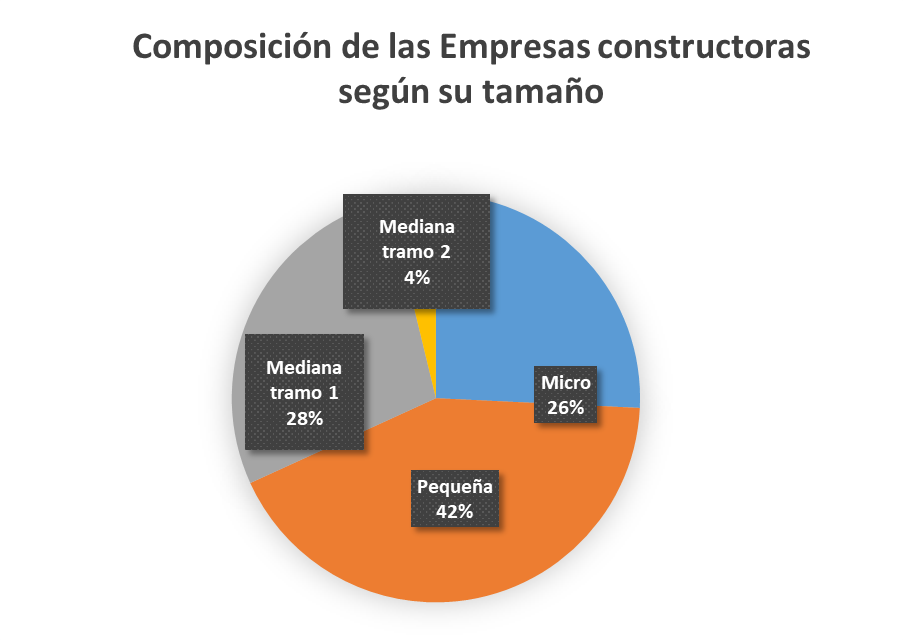 Composición de las Empresas constructoras
según su tamaño
Mediana
tramo 2
4%
Micro
26%
Mediana
tramo 1
28%
Pequeña
42%